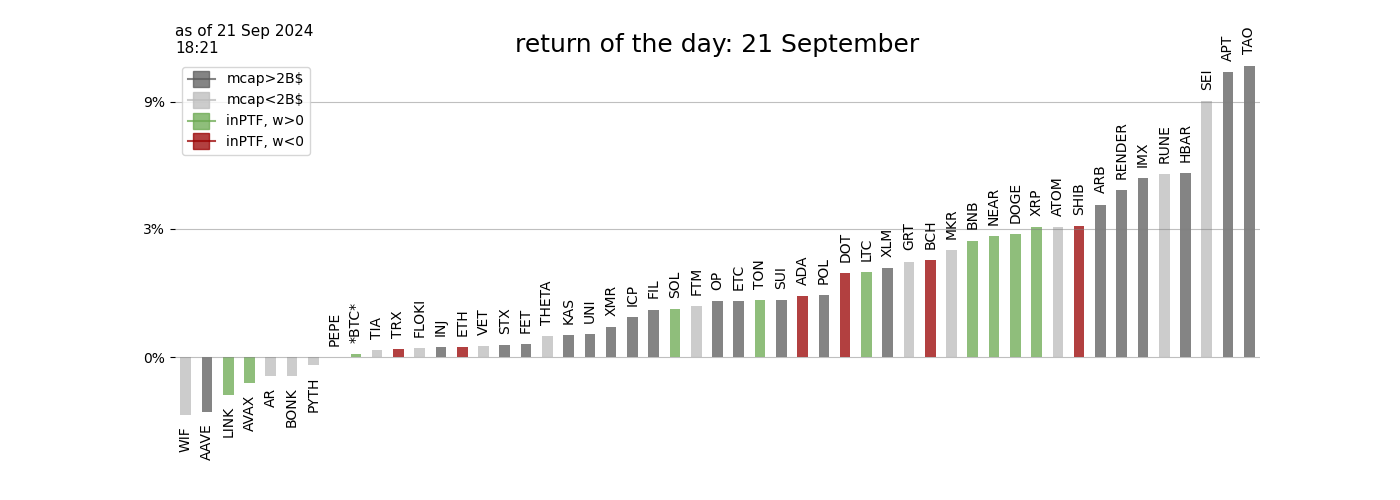 as of 21 Sep 2024
18:21
return of the day: 21 September
mcap>2B$
mcap<2B$
inPTF, w>0
inPTF, w<0
9%
3%
0%
WIF
AAVE
LINK
AVAX
AR
BONK
PYTH
PEPE
*BTC*
TIA
TRX
FLOKI
INJ
ETH
VET
STX
FET
THETA
KAS
UNI
XMR
ICP
FIL
SOL
FTM
OP
ETC
TON
SUI
ADA
POL
DOT
LTC
XLM
GRT
BCH
MKR
BNB
NEAR
DOGE
XRP
ATOM
SHIB
ARB
RENDER
IMX
RUNE
HBAR
SEI
APT
TAO